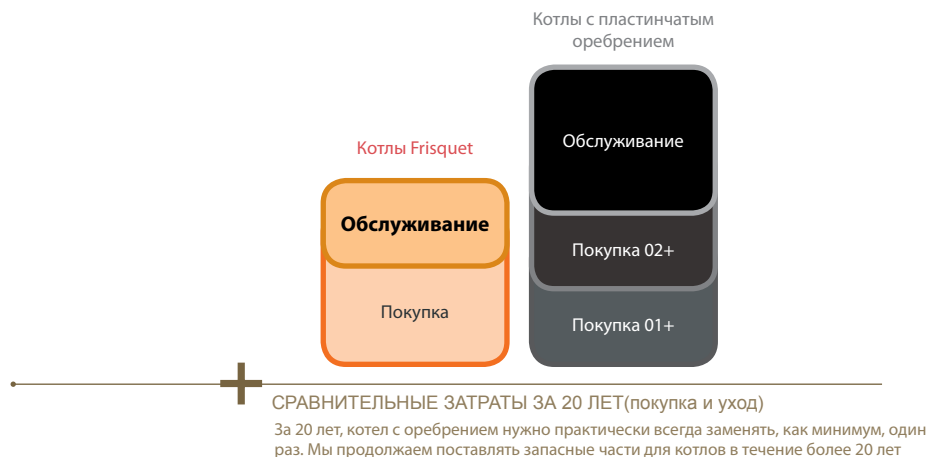 Котлы с пластинчатым
оребрением
Обслуживание
Котлы Frisquet
Обслуживание
Покупка 02+
Покупка
Покупка 01+
СРАВНИТЕЛЬНЫЕ ЗАТРАТЫ ЗА 20 ЛЕТ(покупка и уход)
За 20 лет, котел с оребрением нужно практически всегда заменять, как минимум, один
раз. Мы продолжаем поставлять запасные части для котлов в течение более 20 лет